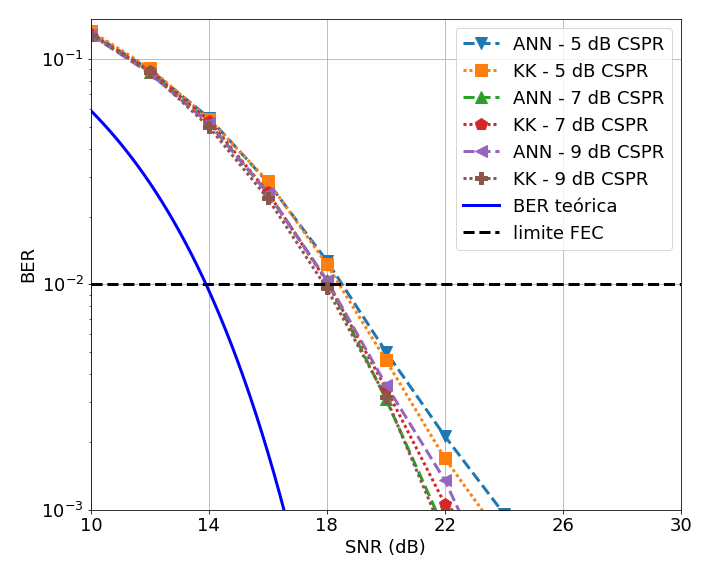 ANN - 5 dB CSPR
KK - 5 dB CSPR
ANN - 7 dB CSPR
KK - 7 dB CSPR
ANN - 9 dB CSPR
KK - 9 dB CSPR
BER teórica
limite FEC
BER
10⁻¹
10⁻²
10⁻³
10 14 18 22 26 30
SNR (dB)